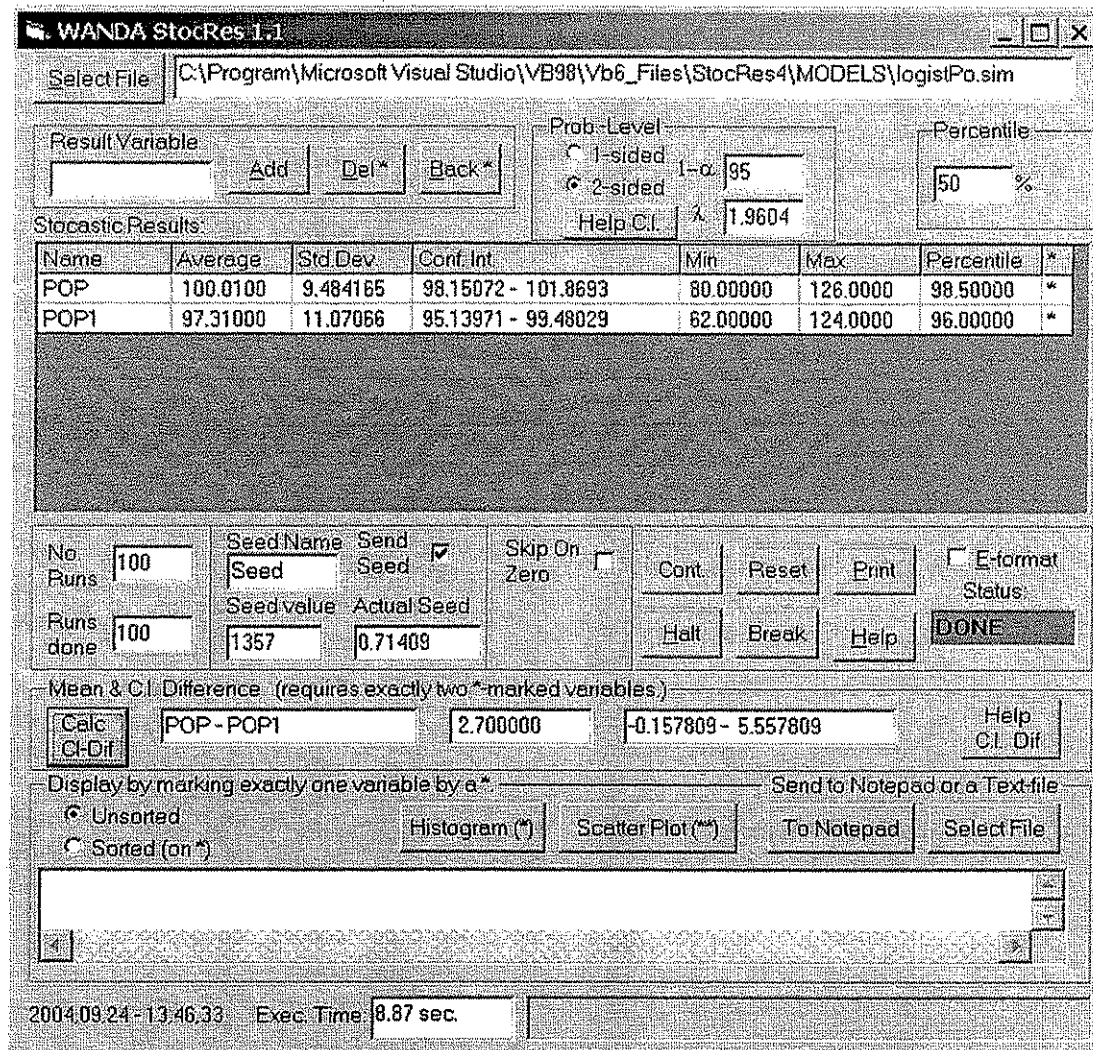 WANDA StocRes 1.1
Select File C:\Program\Microsoft Visual Studio\VB98\Vb6_Files\StocRes4\MODELS\logistPo.sim
Result Variable
Add Del* Back*
Prob. Level
1-sided
2-sided
1-α 95
Help C.I. λ 1.9604
Percentile
50 %
Stocastic Results:
Name Average Std.Dev. Conf. Int. Min Max Percentile *
POP 100.0100 9.484165 98.15072 - 101.8693 80.00000 126.0000 98.50000 *
POP1 97.31000 11.07066 95.13971 - 99.48029 62.00000 124.0000 96.00000 *
No Runs 100
Runs done 100
Seed Name Send Seed
Seed
Seed value Actual Seed
1357 0.71409
Skip On Zero
Cont. Reset Print
Halt Break Help
E-format
Status:
DONE
Mean & C.I. Difference (requires exactly two *-marked variables.)
Calc CI-Dif POP - POP1 2.700000 -0.157809 - 5.557809 Help C.I. Dif
Display by marking exactly one variable by a *.
Unsorted
Sorted (on *)
Histogram (*) Scatter Plot (**)
Send to Notepad or a Text-file
To Notepad Select File
2004.09.24 - 13.46.33 Exec. Time 8.87 sec.